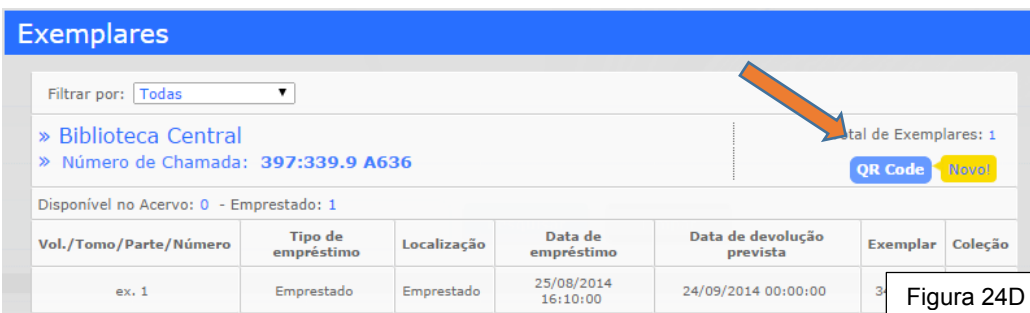 Exemplares
Filtrar por: Todas
» Biblioteca Central
de Exemplares: 1
» Número de Chamada: 397:339.9 A636
QR Code Novo!
Disponível no Acervo: 0 - Emprestado: 1
Vol./Tomo/Parte/Número Tipo de empréstimo Localização Data de empréstimo Data de devolução prevista Exemplar Coleção
ex. 1 Emprestado Emprestado 25/08/2014 16:10:00 24/09/2014 00:00:00
Figura 24D